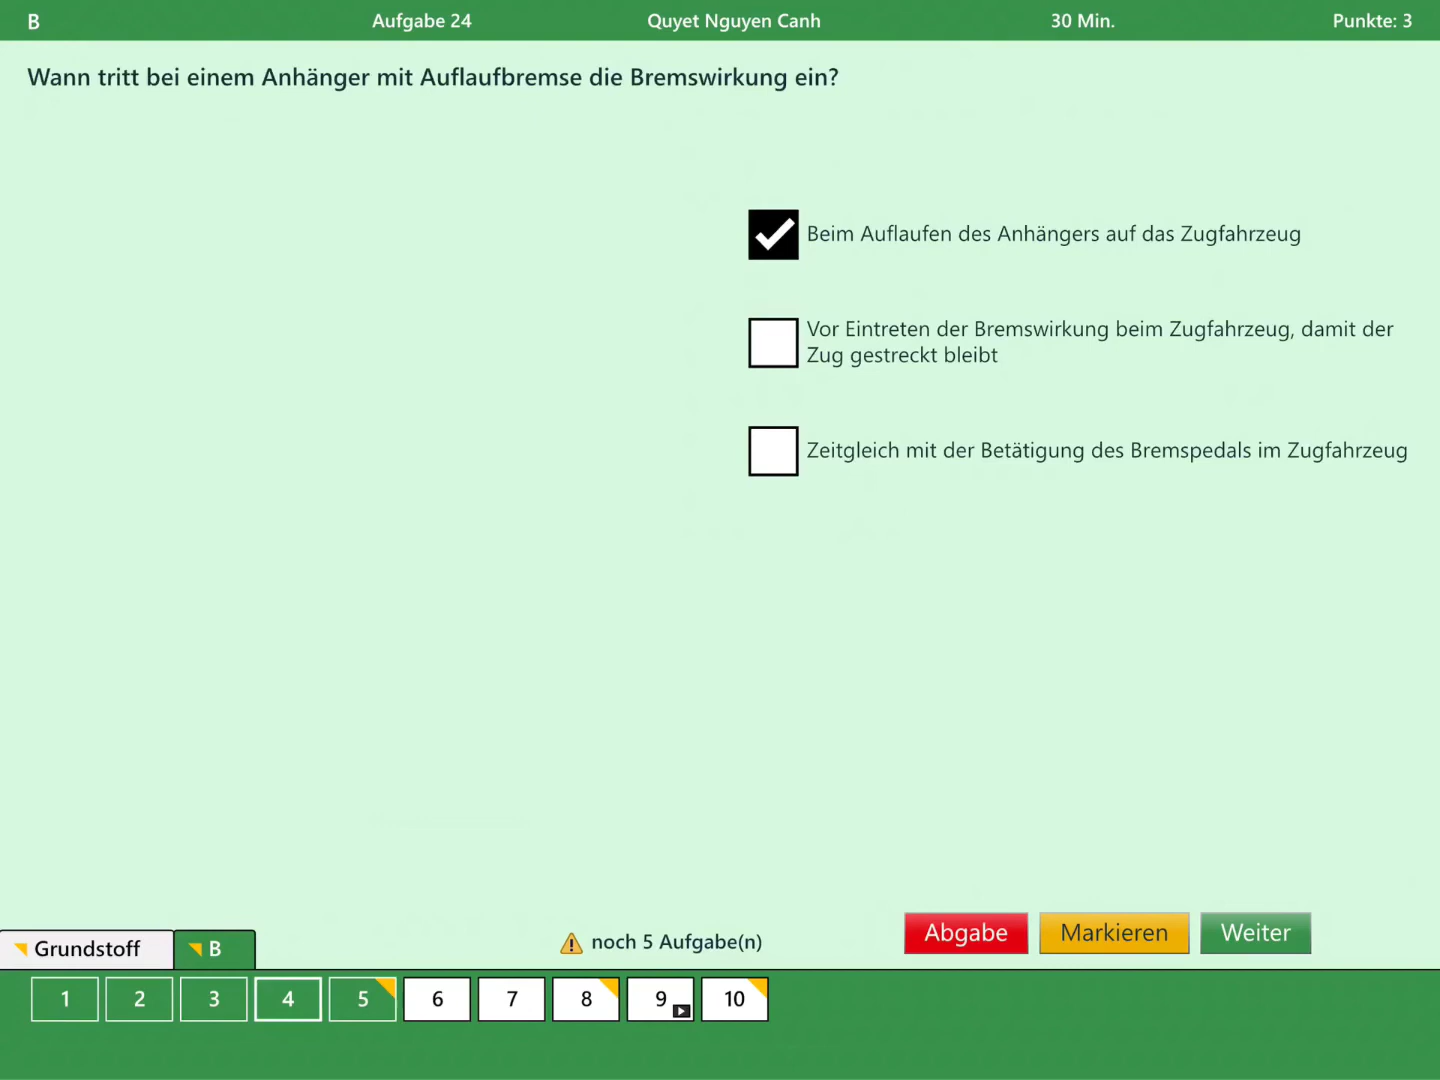 B Aufgabe 24 Quyet Nguyen Canh 30 Min. Punkte: 3
Wann tritt bei einem Anhänger mit Auflaufbremse die Bremswirkung ein?
Beim Auflaufen des Anhängers auf das Zugfahrzeug
Vor Eintreten der Bremswirkung beim Zugfahrzeug, damit der
Zug gestreckt bleibt
Zeitgleich mit der Betätigung des Bremspedals im Zugfahrzeug
Grundstoff B noch 5 Aufgabe(n) Abgabe Markieren Weiter
1 2 3 4 5 6 7 8 9 10